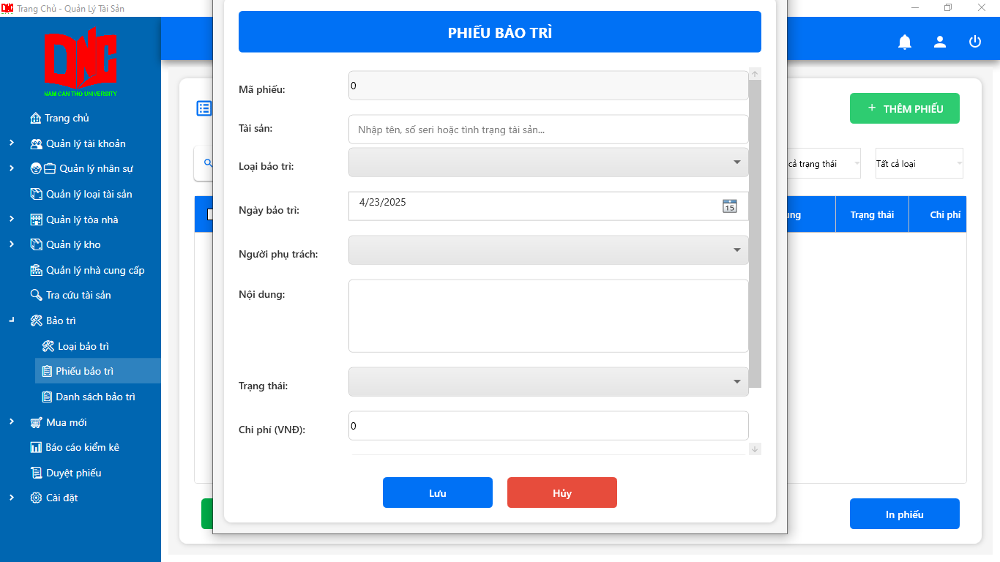 Trang Chủ - Quản Lý Tài Sản
DNC
NAM CAN THO UNIVERSITY
Trang chủ
Quản lý tài khoản
Quản lý nhân sự
Quản lý loại tài sản
Quản lý tòa nhà
Quản lý kho
Quản lý nhà cung cấp
Tra cứu tài sản
Bảo trì
Loại bảo trì
Phiếu bảo trì
Danh sách bảo trì
Mua mới
Báo cáo kiểm kê
Duyệt phiếu
Cài đặt
PHIẾU BẢO TRÌ
Mã phiếu:
0
Tài sản:
Nhập tên, số seri hoặc tình trạng tài sản...
Loại bảo trì:
Ngày bảo trì:
4/23/2025
15
Người phụ trách:
Nội dung:
Trạng thái:
Chi phí (VNĐ):
0
Lưu
Hủy
+ THÊM PHIẾU
cả trạng thái
Tất cả loại
Trạng thái
Chi phí
In phiếu